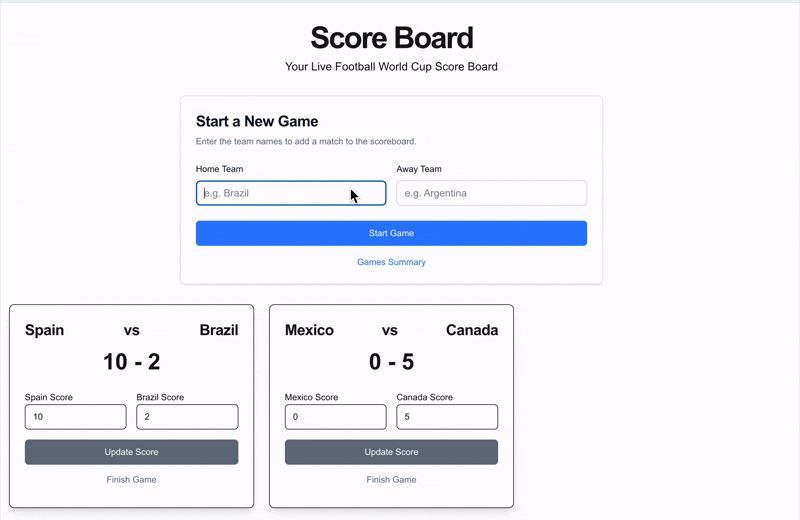 Score Board
Your Live Football World Cup Score Board
Start a New Game
Enter the team names to add a match to the scoreboard.
Home Team
Away Team
e.g. Brazil
e.g. Argentina
Start Game
Games Summary
Spain vs Brazil
10 - 2
Spain Score
Brazil Score
10
2
Update Score
Finish Game
Mexico vs Canada
0 - 5
Mexico Score
Canada Score
0
5
Update Score
Finish Game